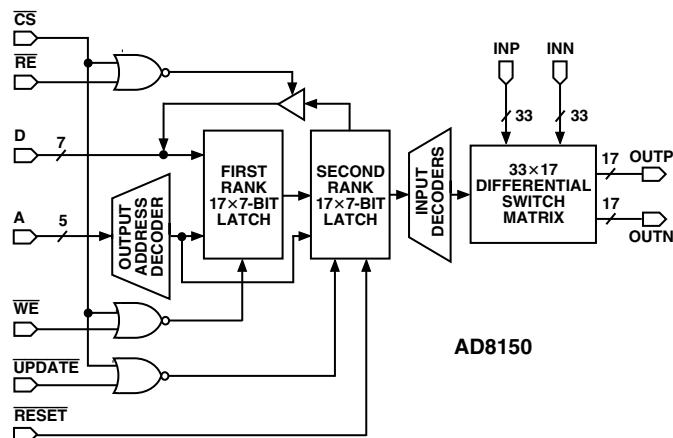 CS
RE
INP
INN
33
33
D
7
FIRST
RANK
17×7-BIT
LATCH
SECOND
RANK
17×7-BIT
LATCH
INPUT
DECODERS
33×17
DIFFERENTIAL
SWITCH
MATRIX
17
OUTP
17
OUTN
A
5
OUTPUT
ADDRESS
DECODER
WE
UPDATE
RESET
AD8150